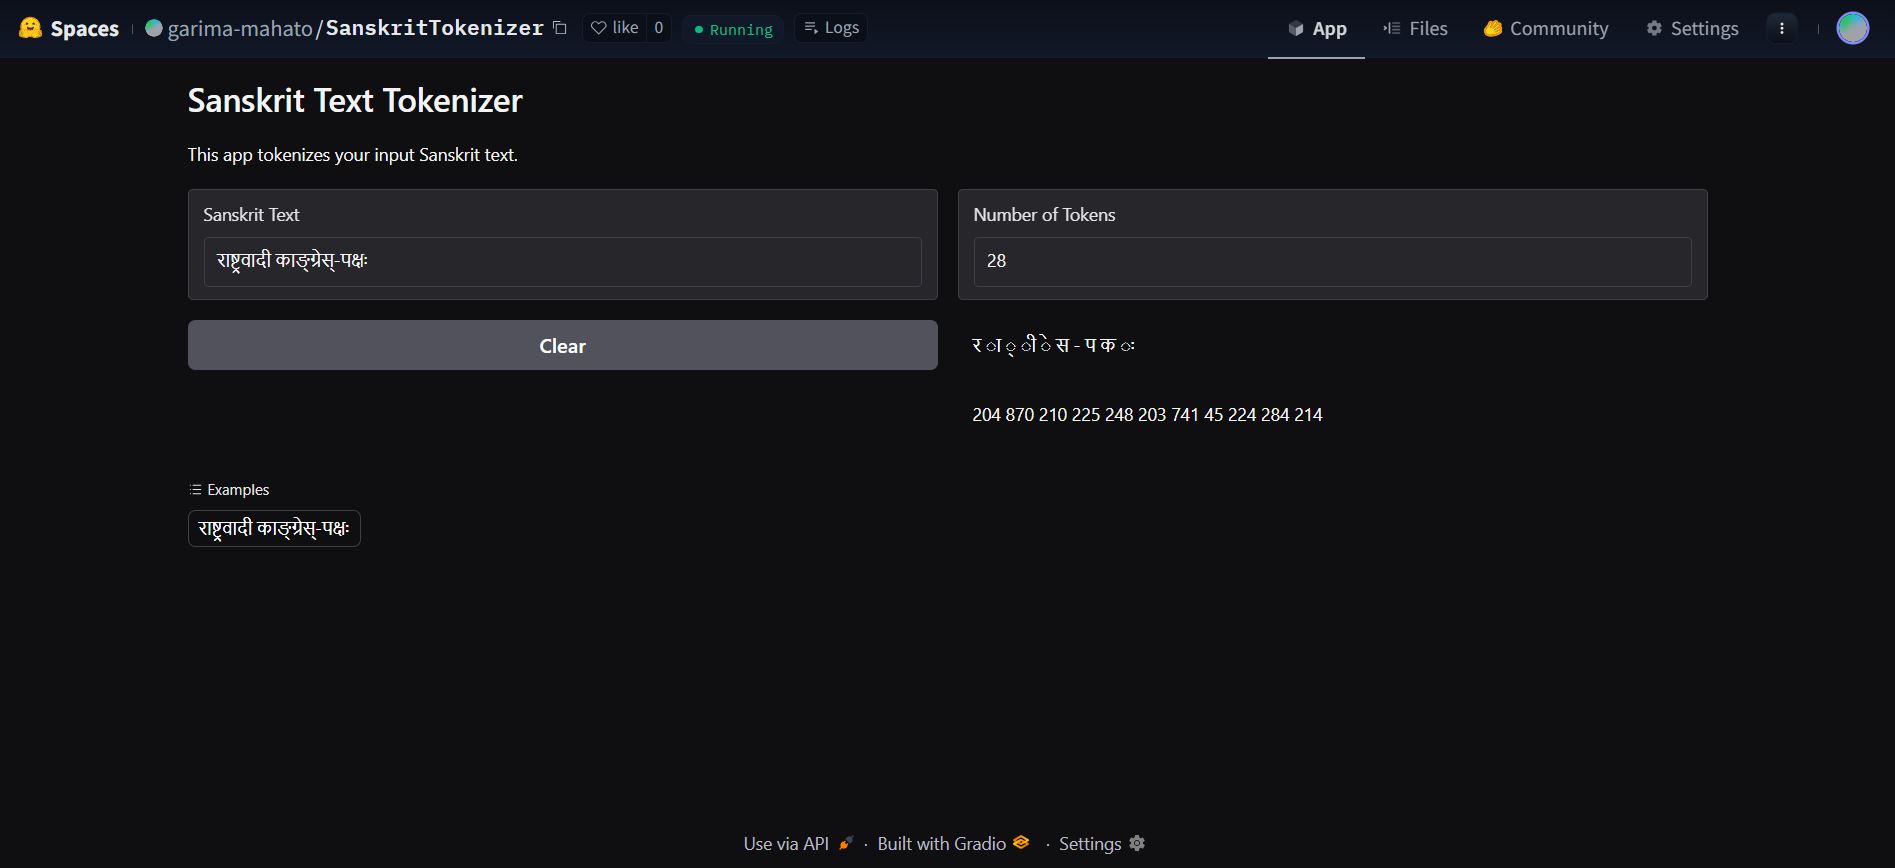 Spaces garima-mahato/SanskritTokenizer like 0 Running Logs App Files Community Settings
Sanskrit Text Tokenizer
This app tokenizes your input Sanskrit text.
Sanskrit Text
राष्ट्रवादी काङ्ग्रेस्-पक्षः
Number of Tokens
28
Clear
र ा ् ी े स - प क ः
204 870 210 225 248 203 741 45 224 284 214
Examples
राष्ट्रवादी काङ्ग्रेस्-पक्षः
Use via API · Built with Gradio · Settings